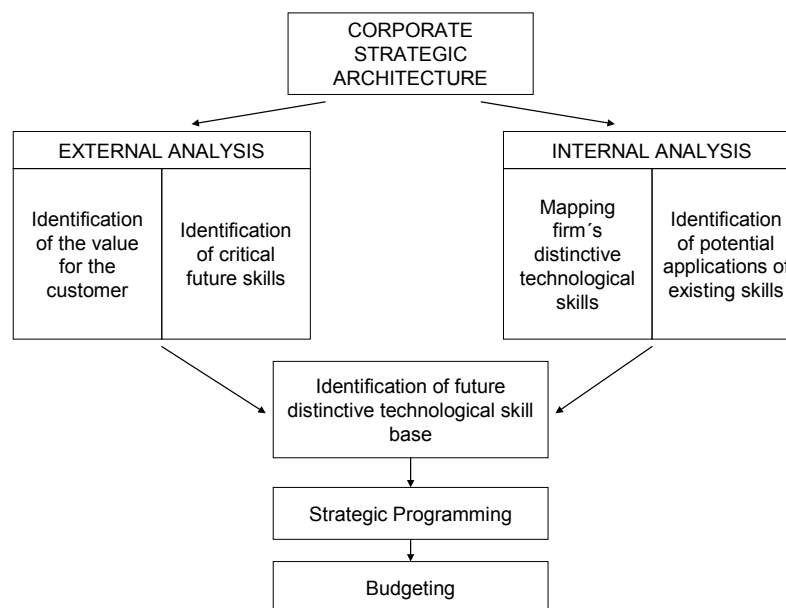 CORPORATE
STRATEGIC
ARCHITECTURE
EXTERNAL ANALYSIS
Identification
of the value
for the
customer
Identification
of critical
future skills
INTERNAL ANALYSIS
Mapping
firm´s
distinctive
technological
skills
Identification
of potential
applications of
existing skills
Identification of future
distinctive technological skill
base
Strategic Programming
Budgeting